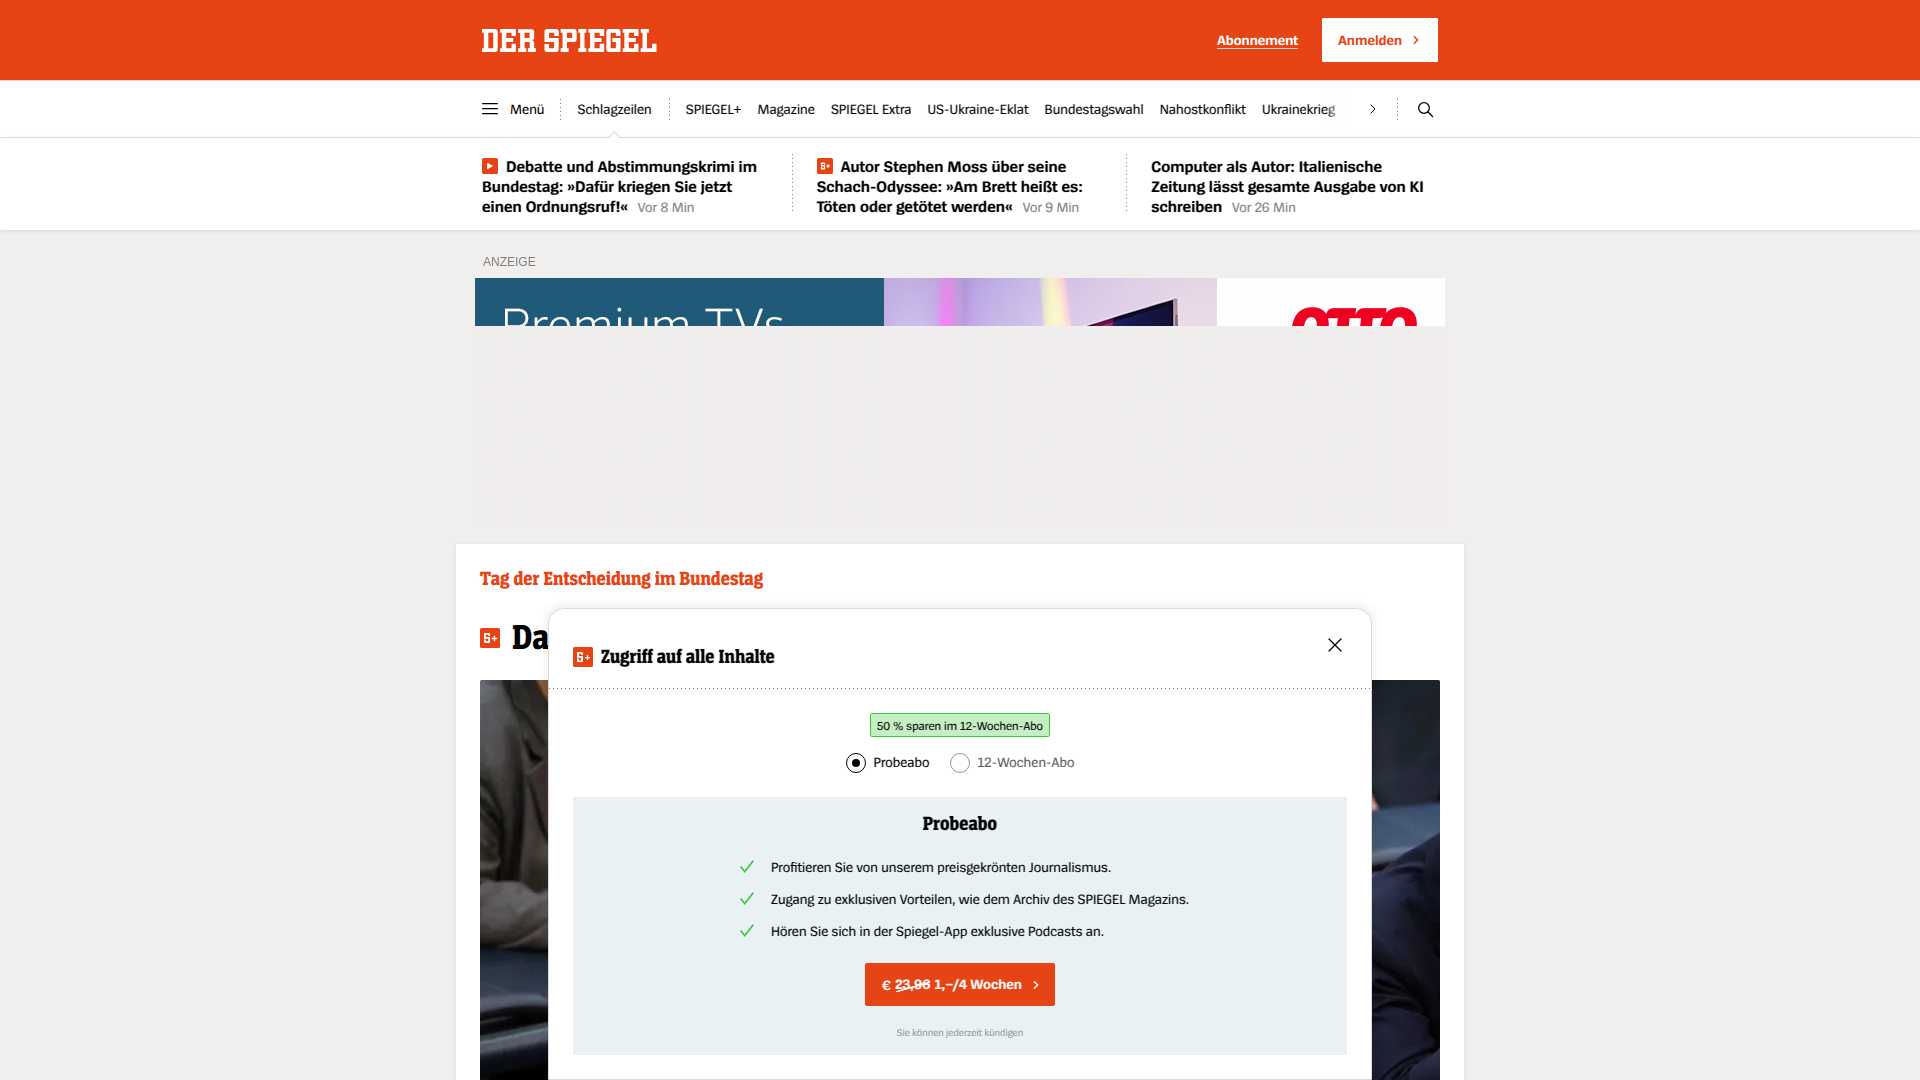 DER SPIEGEL
Abonnement
Anmelden
Menü
Schlagzeilen
SPIEGEL+
Magazine
SPIEGEL Extra
US-Ukraine-Eklat
Bundestagswahl
Nahostkonflikt
Ukrainekrieg
Debatte und Abstimmungskrimi im
Bundestag: »Dafür kriegen Sie jetzt
einen Ordnungsruf!« Vor 8 Min
Autor Stephen Moss über seine
Schach-Odyssee: »Am Brett heißt es:
Töten oder getötet werden« Vor 9 Min
Computer als Autor: Italienische
Zeitung lässt gesamte Ausgabe von KI
schreiben Vor 26 Min
ANZEIGE
Premium TVs
OTTO
Tag der Entscheidung im Bundestag
Da
Zugriff auf alle Inhalte
50 % sparen im 12-Wochen-Abo
Probeabo
12-Wochen-Abo
Probeabo
Profitieren Sie von unserem preisgekrönten Journalismus.
Zugang zu exklusiven Vorteilen, wie dem Archiv des SPIEGEL Magazins.
Hören Sie sich in der Spiegel-App exklusive Podcasts an.
€ 23,96 1,–/4 Wochen
Sie können jederzeit kündigen